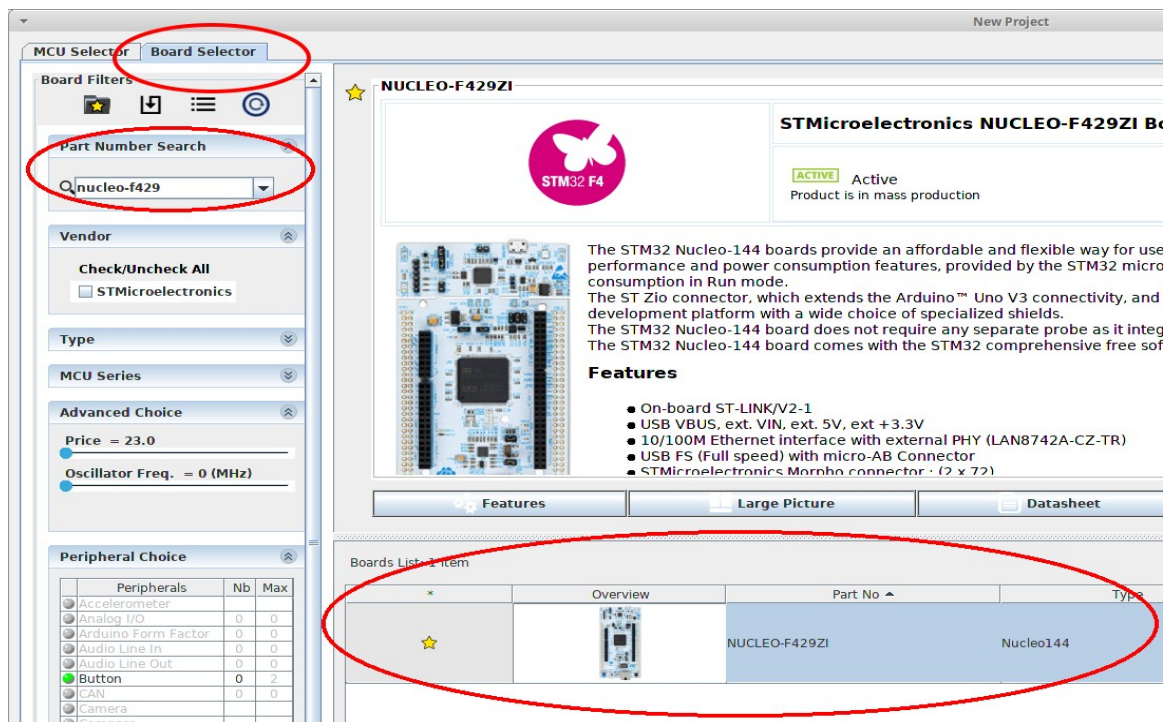 New Project
MCU Selector
Board Selector
Board Filters
Part Number Search
nucleo-f429
Vendor
Check/Uncheck All
STMicroelectronics
Type
MCU Series
Advanced Choice
Price = 23.0
Oscillator Freq. = 0 (MHz)
Peripheral Choice
Peripherals Nb Max
Accelerometer
Analog I/O 0 0
Arduino Form Factor 0 0
Audio Line In 0 0
Audio Line Out 0 0
Button 0 2
CAN 0 0
Camera
NUCLEO-F429ZI
STM32 F4
STMicroelectronics NUCLEO-F429ZI Bo
ACTIVE Active
Product is in mass production
The STM32 Nucleo-144 boards provide an affordable and flexible way for use
performance and power consumption features, provided by the STM32 micro
consumption in Run mode.
The ST Zio connector, which extends the Arduino™ Uno V3 connectivity, and
development platform with a wide choice of specialized shields.
The STM32 Nucleo-144 board does not require any separate probe as it integ
The STM32 Nucleo-144 board comes with the STM32 comprehensive free sof
Features
On-board ST-LINK/V2-1
USB VBUS, ext. VIN, ext. 5V, ext +3.3V
10/100M Ethernet interface with external PHY (LAN8742A-CZ-TR)
USB FS (Full speed) with micro-AB Connector
STMicroelectronics Morpho connector : (2 x 72)
Features
Large Picture
Datasheet
Boards List: 1 item
* Overview Part No Type
NUCLEO-F429ZI Nucleo144